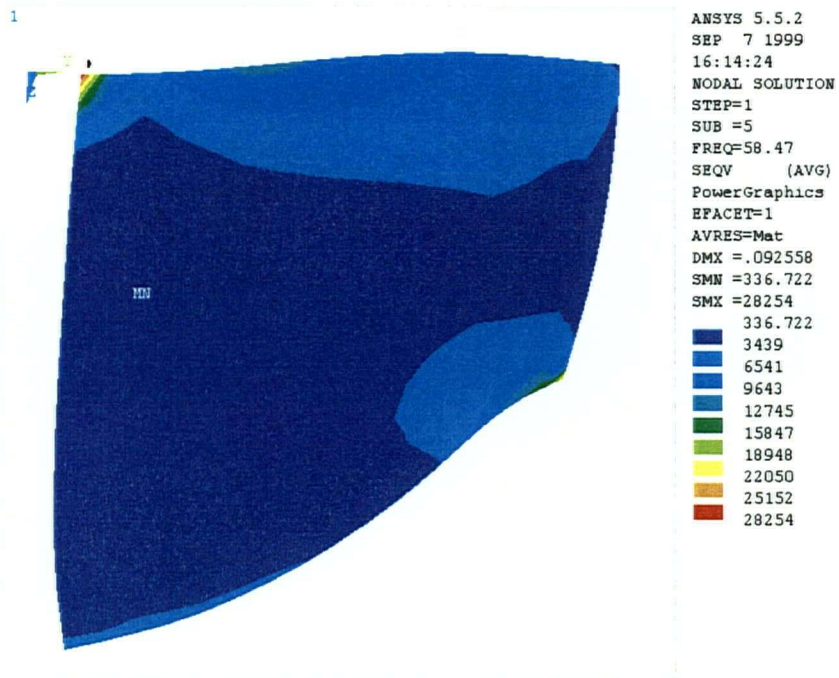 1
ANSYS 5.5.2
SEP 7 1999
16:14:24
NODAL SOLUTION
STEP=1
SUB =5
FREQ=58.47
SEQV (AVG)
PowerGraphics
EFACET=1
AVRES=Mat
DMX =.092558
SMN =336.722
SMX =28254
336.722
3439
6541
9643
12745
15847
18948
22050
25152
28254
MN